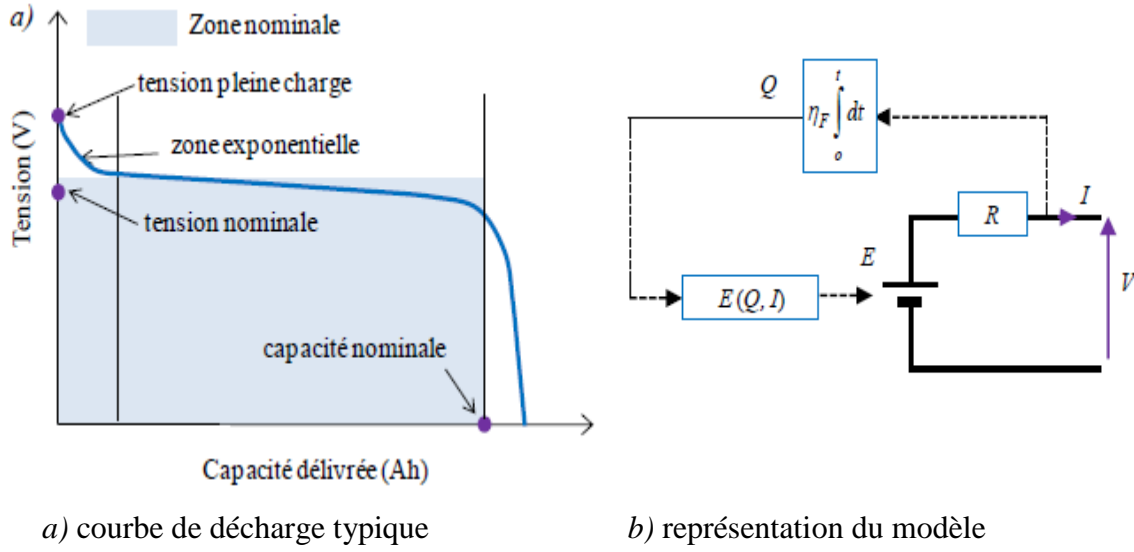 a)
Zone nominale
tension pleine charge
zone exponentielle
tension nominale
capacité nominale
Tension (V)
Capacité délivrée (Ah)
Q
t
η_F ∫ dt
o
E
R
I
V
E(Q, I)
a) courbe de décharge typique
b) représentation du modèle